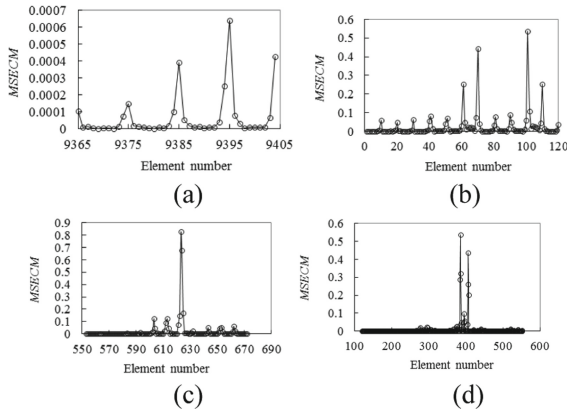 0.0007
0.0006
0.0005
0.0004
0.0003
0.0002
0.0001
0
MSECM
9365 9375 9385 9395 9405
Element number
(a)
0.6
0.5
0.4
0.3
0.2
0.1
0
MSECM
0 20 40 60 80 100 120
Element number
(b)
0.9
0.8
0.7
0.6
0.5
0.4
0.3
0.2
0.1
0
MSECM
550 570 590 610 630 650 670 690
Element number
(c)
0.6
0.5
0.4
0.3
0.2
0.1
0
MSECM
100 200 300 400 500 600
Element number
(d)